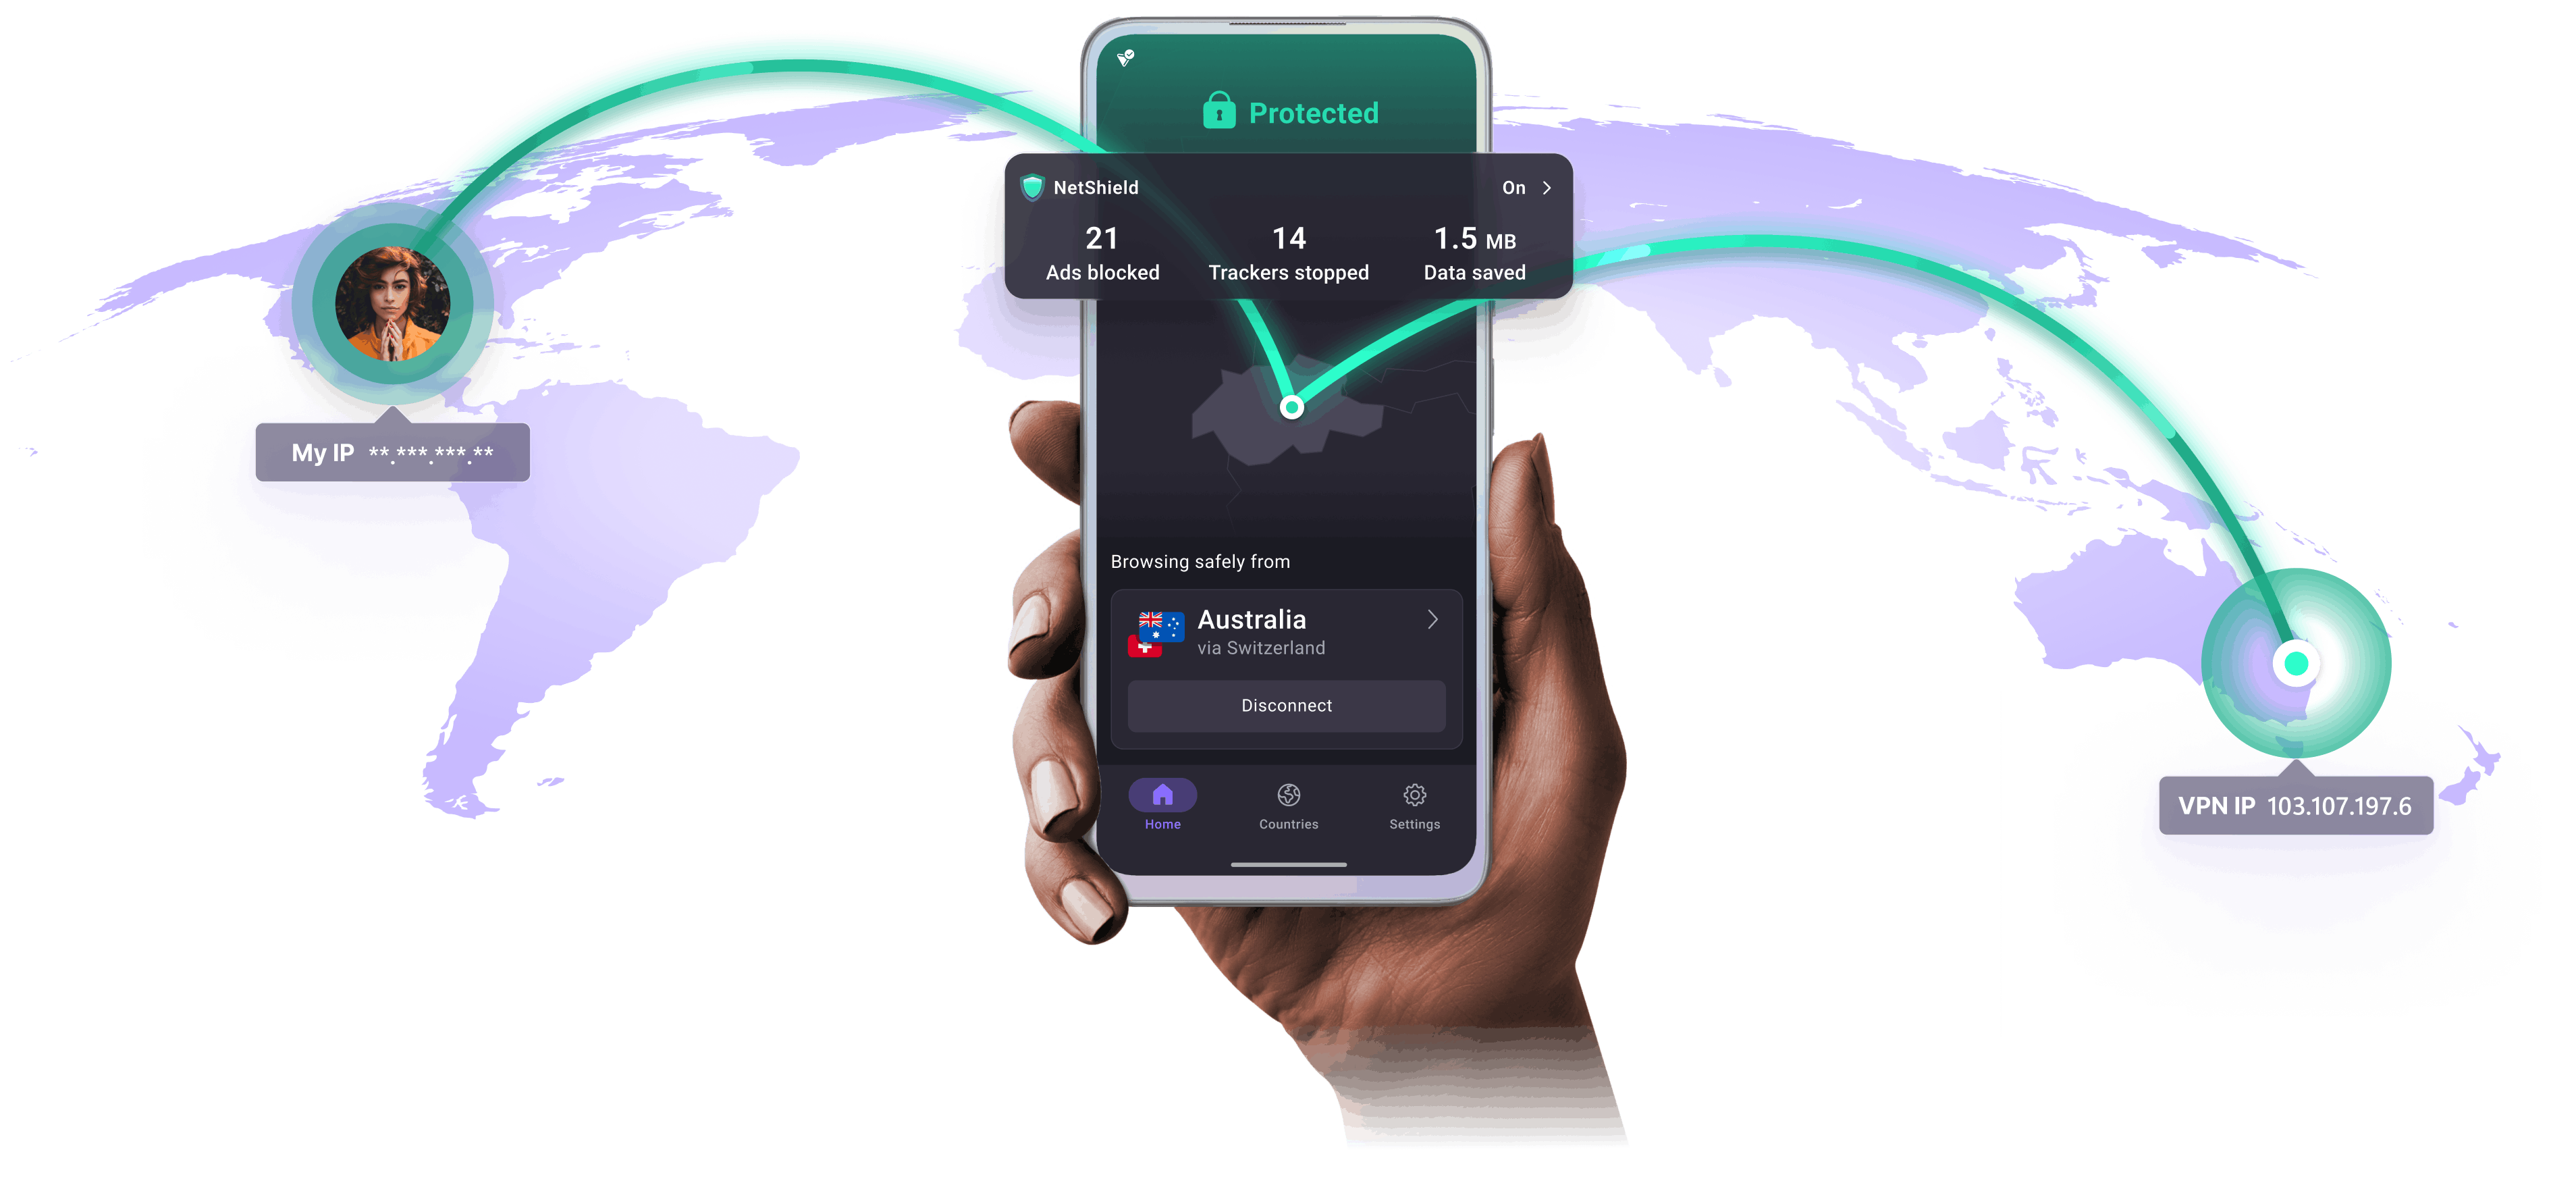 Protected
NetShield On
21 14 1.5 MB
Ads blocked Trackers stopped Data saved
My IP **.***.***.**
Browsing safely from
Australia
via Switzerland
Disconnect
VPN IP 103.107.197.6
Home Countries Settings